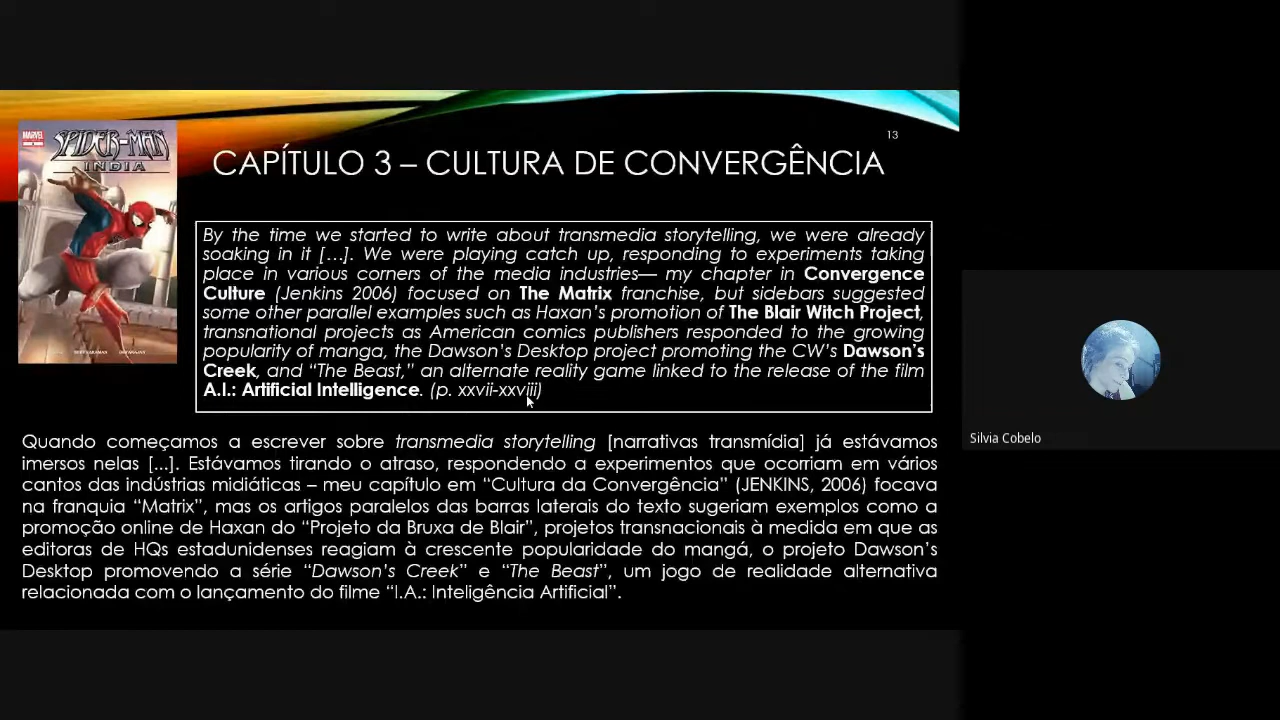 13
MARVEL
SPIDER-MAN
INDIA
CAPÍTULO 3 – CULTURA DE CONVERGÊNCIA
By the time we started to write about transmedia storytelling, we were already
soaking in it [...]. We were playing catch up, responding to experiments taking
place in various corners of the media industries— my chapter in Convergence
Culture (Jenkins 2006) focused on The Matrix franchise, but sidebars suggested
some other parallel examples such as Haxan's promotion of The Blair Witch Project,
transnational projects as American comics publishers responded to the growing
popularity of manga, the Dawson's Desktop project promoting the CW's Dawson's
Creek, and “The Beast,” an alternate reality game linked to the release of the film
A.I.: Artificial Intelligence. (p. xxvii-xxviii)
Quando começamos a escrever sobre transmedia storytelling [narrativas transmídia] já estávamos
imersos nelas [...]. Estávamos tirando o atraso, respondendo a experimentos que ocorriam em vários
cantos das indústrias midiáticas – meu capítulo em “Cultura da Convergência” (JENKINS, 2006) focava
na franquia “Matrix”, mas os artigos paralelos das barras laterais do texto sugeriam exemplos como a
promoção online de Haxan do “Projeto da Bruxa de Blair”, projetos transnacionais à medida em que as
editoras de HQs estadunidenses reagiam à crescente popularidade do mangá, o projeto Dawson's
Desktop promovendo a série “Dawson's Creek” e “The Beast”, um jogo de realidade alternativa
relacionada com o lançamento do filme “I.A.: Inteligência Artificial”.
Silvia Cobelo